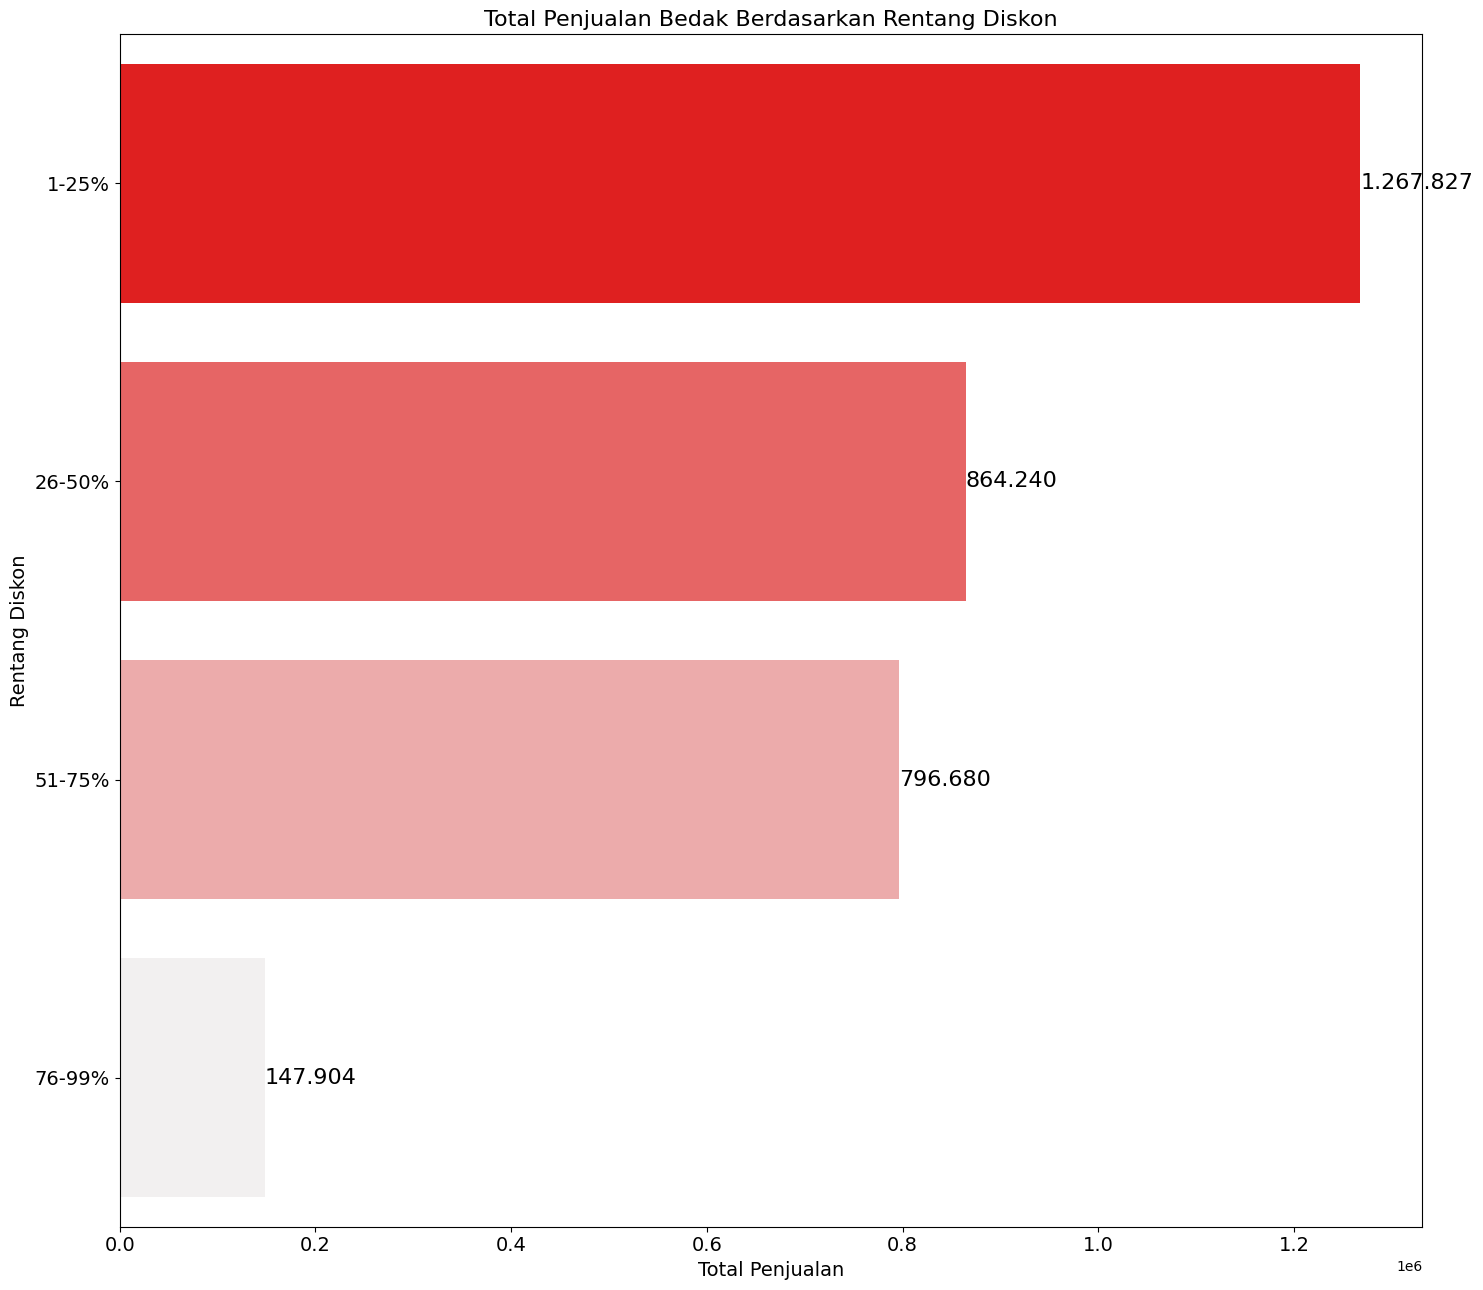 Total Penjualan Bedak Berdasarkan Rentang Diskon
1-25%
1.267.827
26-50%
864.240
Rentang Diskon
51-75%
796.680
76-99%
147.904
0.0 0.2 0.4 0.6 0.8 1.0 1.2
1e6
Total Penjualan